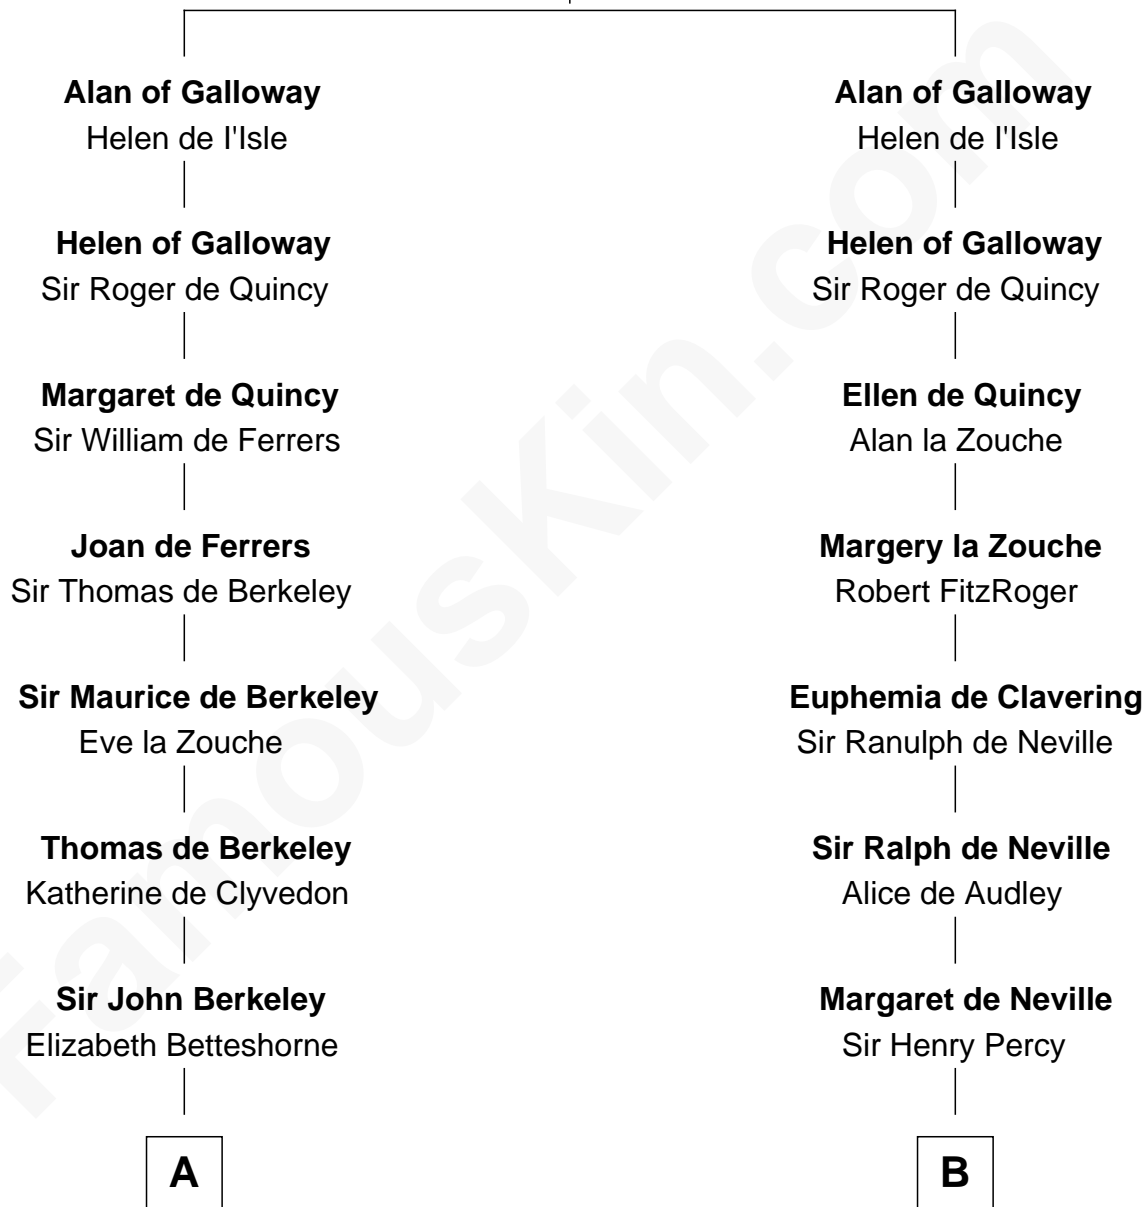 Alan of Galloway
Helen de I'Isle
Helen of Galloway
Sir Roger de Quincy
Margaret de Quincy
Sir William de Ferrers
Joan de Ferrers
Sir Thomas de Berkeley
Sir Maurice de Berkeley
Eve la Zouche
Thomas de Berkeley
Katherine de Clyvedon
Sir John Berkeley
Elizabeth Betteshorne
A
Alan of Galloway
Helen de I'Isle
Helen of Galloway
Sir Roger de Quincy
Ellen de Quincy
Alan la Zouche
Margery la Zouche
Robert FitzRoger
Euphemia de Clavering
Sir Ranulph de Neville
Sir Ralph de Neville
Alice de Audley
Margaret de Neville
Sir Henry Percy
B
FamousKin.com